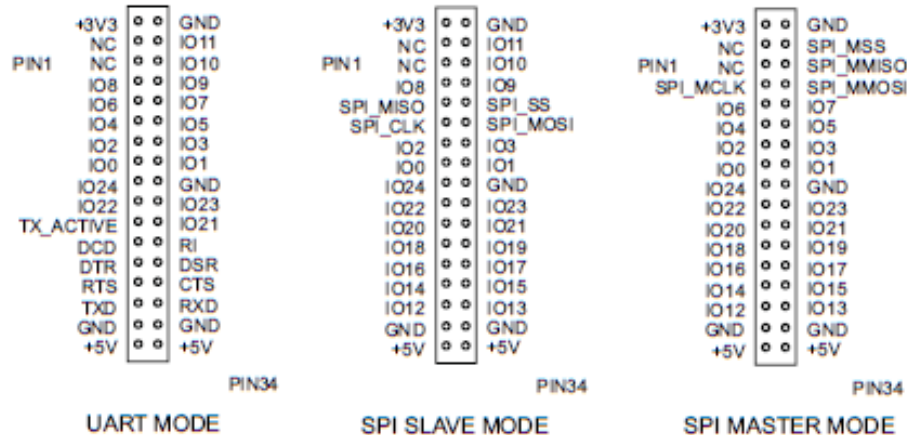 +3V3 GND
NC IO11
PIN1 NC IO10
IO8 IO9
IO6 IO7
IO4 IO5
IO2 IO3
IO0 IO1
IO24 GND
IO22 IO23
TX_ACTIVE IO21
DCD RI
DTR DSR
RTS CTS
TXD RXD
GND GND
+5V +5V
PIN34
UART MODE
+3V3 GND
NC IO11
PIN1 NC IO10
IO8 IO9
SPI_MISO SPI_SS
SPI_CLK SPI_MOSI
IO2 IO3
IO0 IO1
IO24 GND
IO22 IO23
IO20 IO21
IO18 IO19
IO16 IO17
IO14 IO15
IO12 IO13
GND GND
+5V +5V
PIN34
SPI SLAVE MODE
+3V3 GND
NC SPI_MSS
PIN1 NC SPI_MMISO
SPI_MCLK SPI_MMOSI
IO6 IO7
IO4 IO5
IO2 IO3
IO0 IO1
IO24 GND
IO22 IO23
IO20 IO21
IO18 IO19
IO16 IO17
IO14 IO15
IO12 IO13
GND GND
+5V +5V
PIN34
SPI MASTER MODE